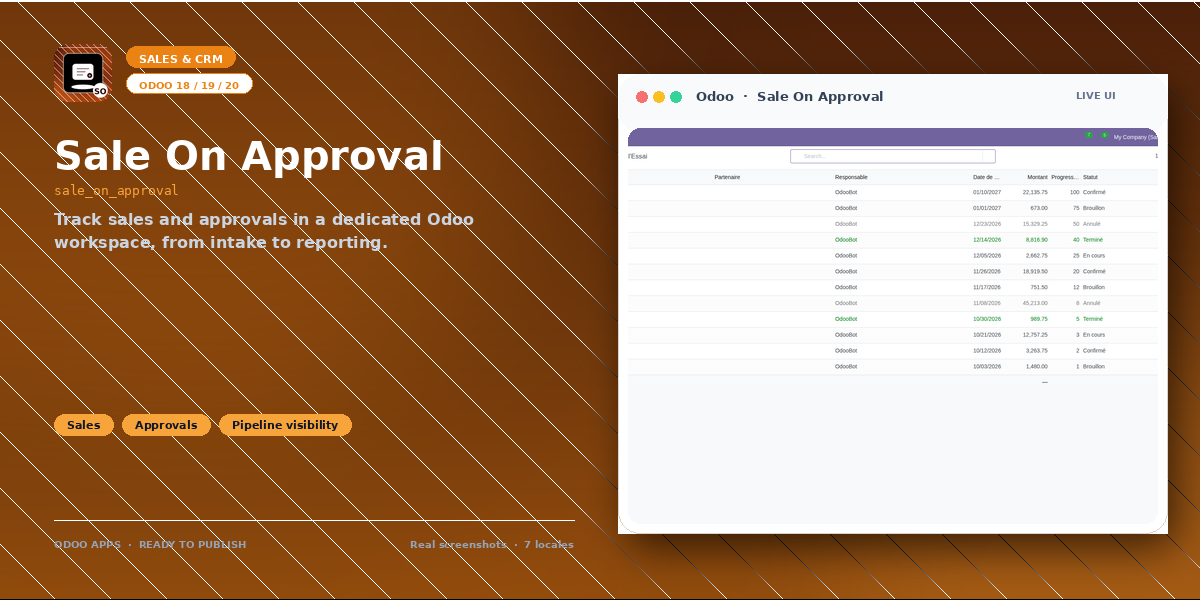 SO
SALES & CRM
ODOO 18 / 19 / 20
Sale On Approval
sale_on_approval
Track sales and approvals in a dedicated Odoo
workspace, from intake to reporting.
Sales
Approvals
Pipeline visibility
ODOO APPS · READY TO PUBLISH
Real screenshots · 7 locales
Odoo · Sale On Approval
LIVE UI
My Company (Sa
l'Essai
Search...
1
Partenaire Responsable Date de ... Montant Progress... Statut
OdooBot 01/10/2027 22,135.75 100 Confirmé
OdooBot 01/01/2027 673.00 75 Brouillon
OdooBot 12/23/2026 15,329.25 50 Annulé
OdooBot 12/14/2026 8,816.90 40 Terminé
OdooBot 12/05/2026 2,662.75 25 En cours
OdooBot 11/26/2026 18,919.50 20 Confirmé
OdooBot 11/17/2026 751.50 12 Brouillon
OdooBot 11/08/2026 45,213.00 8 Annulé
OdooBot 10/30/2026 989.75 5 Terminé
OdooBot 10/21/2026 12,757.25 3 En cours
OdooBot 10/12/2026 3,263.75 2 Confirmé
OdooBot 10/03/2026 1,480.00 1 Brouillon
—